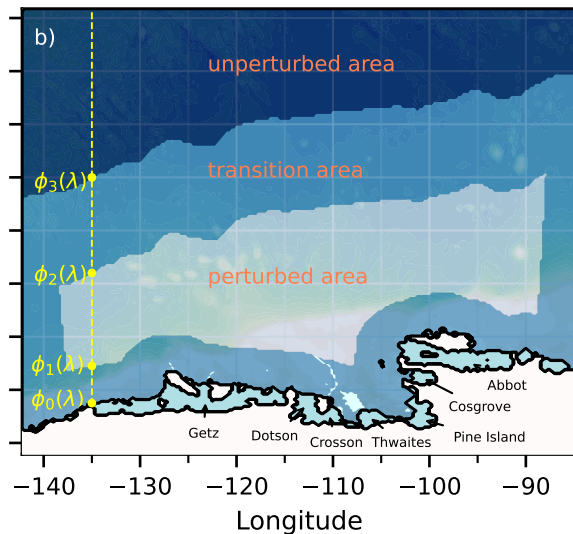 b)
unperturbed area
transition area
ϕ₃(λ)
ϕ₂(λ)
perturbed area
ϕ₁(λ)
ϕ₀(λ)
Abbot
Cosgrove
Getz
Dotson
Crosson
Thwaites
Pine Island
−140 −130 −120 −110 −100 −90
Longitude